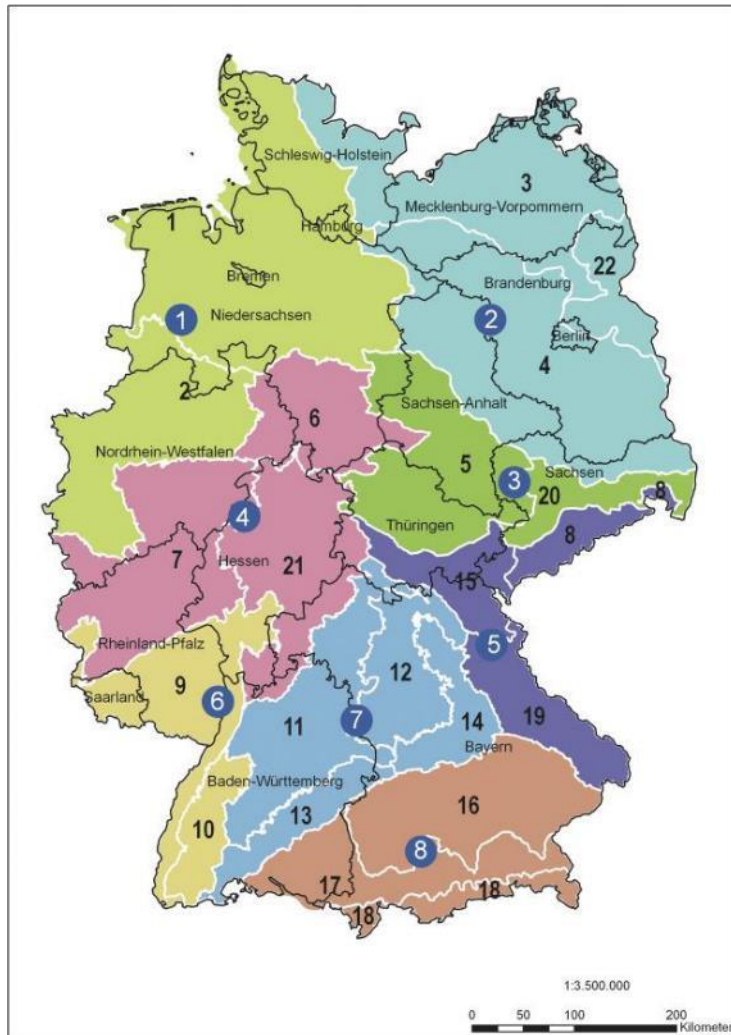 Schleswig-Holstein
3
Mecklenburg-Vorpommern
1
Hamburg
22
Bremen
Brandenburg
1
Niedersachsen
2
Berlin
4
2
Sachsen-Anhalt
6
Nordrhein-Westfalen
5
Sachsen
3
20
8
4
Thüringen
8
7
Hessen
21
15
Rheinland-Pfalz
5
12
9
Saarland
6
7
11
14
19
Bayern
Baden-Württemberg
16
13
10
8
17
18
18
1:3.500.000
0 50 100 200
Kilometer